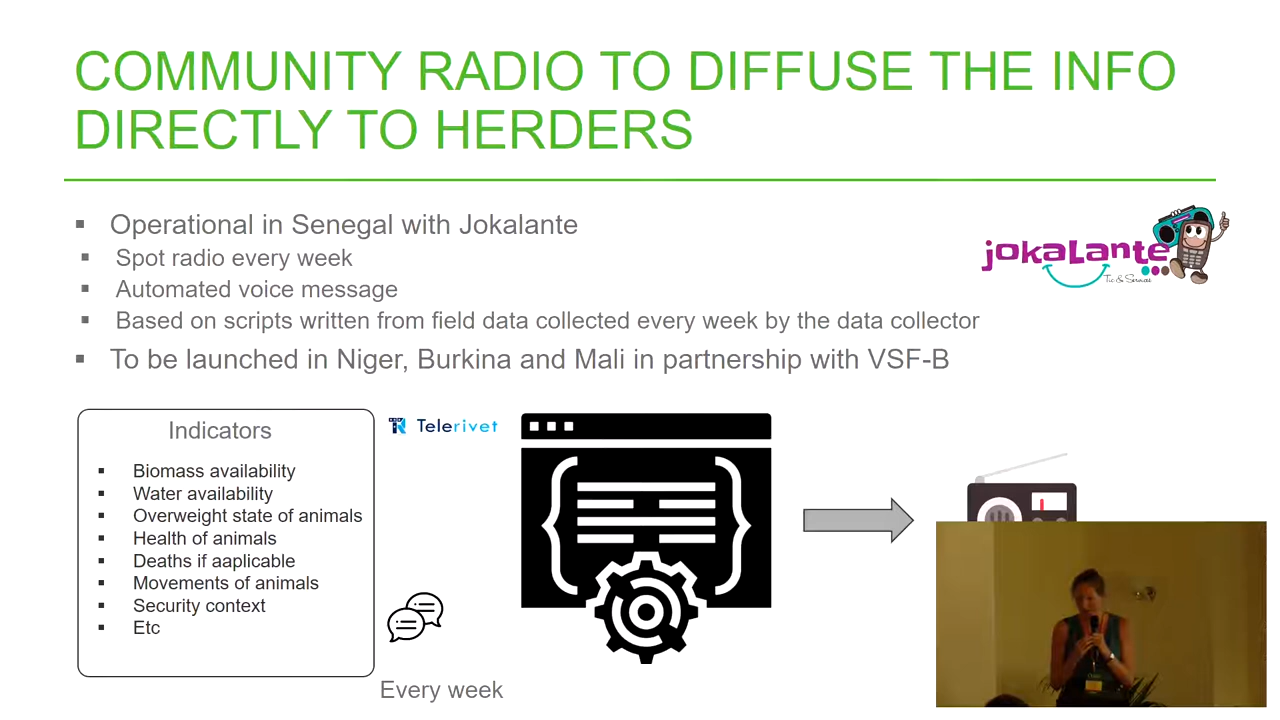 COMMUNITY RADIO TO DIFFUSE THE INFO
DIRECTLY TO HERDERS
Operational in Senegal with Jokalante
Spot radio every week
Automated voice message
Based on scripts written from field data collected every week by the data collector
To be launched in Niger, Burkina and Mali in partnership with VSF-B
jokalante
Tic & Services
Indicators
Biomass availability
Water availability
Overweight state of animals
Health of animals
Deaths if aaplicable
Movements of animals
Security context
Etc
Telerivet
Every week